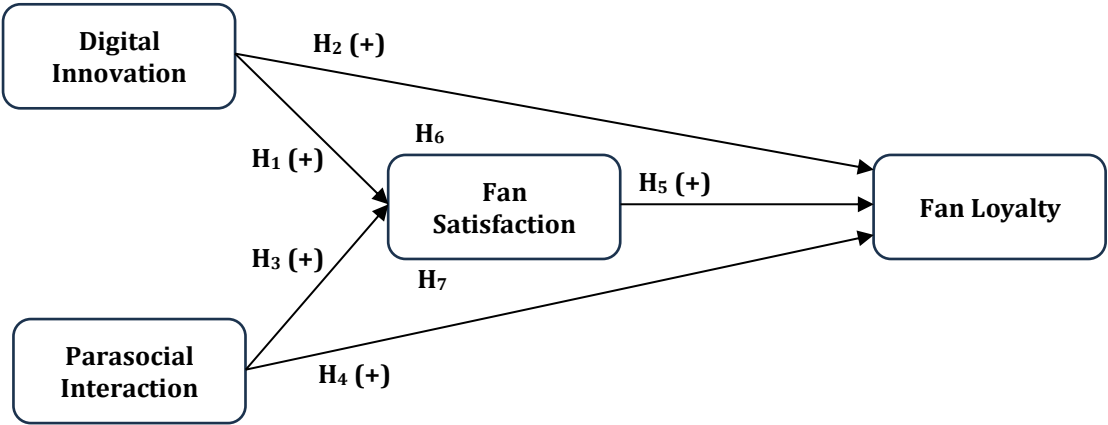 Digital
Innovation
H₂ (+)
H₁ (+)
H₆
Fan
Satisfaction
H₅ (+)
Fan Loyalty
H₃ (+)
H₇
Parasocial
Interaction
H₄ (+)